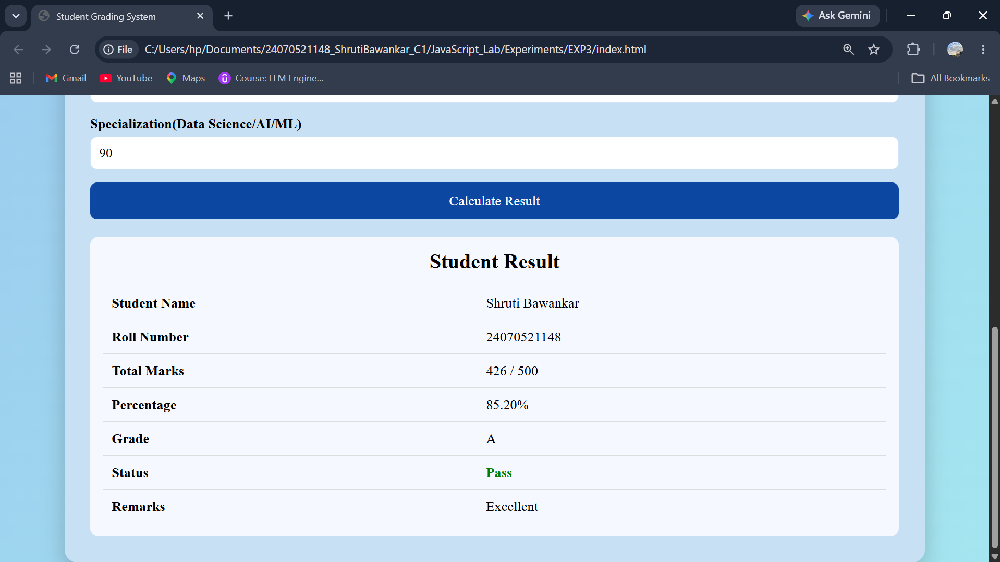 Student Grading System
Ask Gemini
File
C:/Users/hp/Documents/24070521148_ShrutiBawankar_C1/JavaScript_Lab/Experiments/EXP3/index.html
Gmail
YouTube
Maps
Course: LLM Engine...
All Bookmarks
Specialization(Data Science/AI/ML)
90
Calculate Result
Student Result
Student Name Shruti Bawankar
Roll Number 24070521148
Total Marks 426 / 500
Percentage 85.20%
Grade A
Status Pass
Remarks Excellent